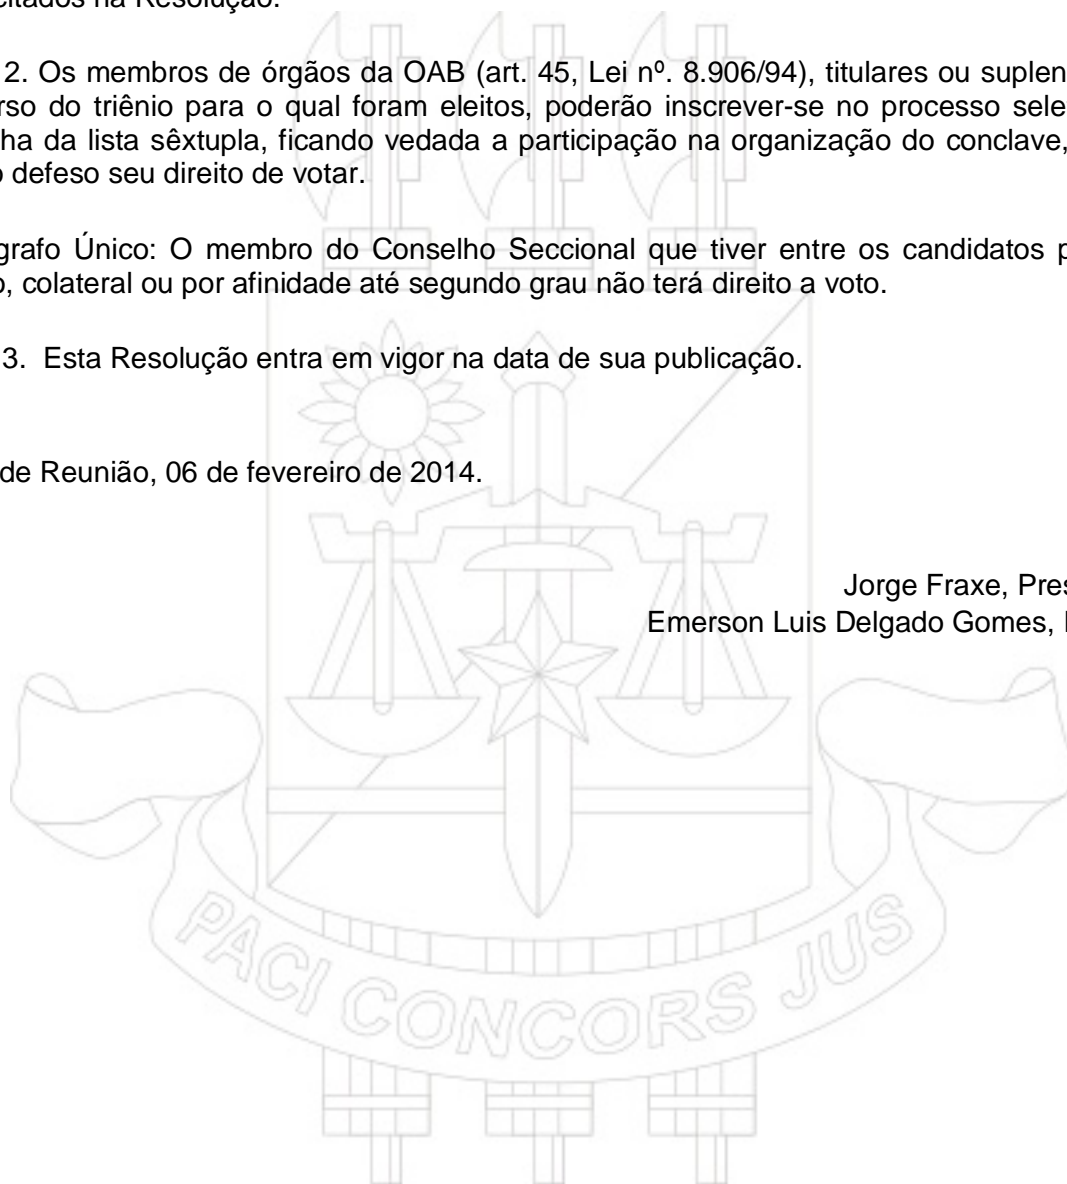 citados na Resolução.
2. Os membros de órgãos da OAB (art. 45, Lei nº. 8.906/94), titulares ou suplen
rso do triênio para o qual foram eleitos, poderão inscrever-se no processo sele
ha da lista sêxtupla, ficando vedada a participação na organização do conclave,
o defeso seu direito de votar.
grafo Único: O membro do Conselho Seccional que tiver entre os candidatos p
o, colateral ou por afinidade até segundo grau não terá direito a voto.
3. Esta Resolução entra em vigor na data de sua publicação.
de Reunião, 06 de fevereiro de 2014.
Jorge Fraxe, Pres
Emerson Luis Delgado Gomes,
PACI CONCORS JUS